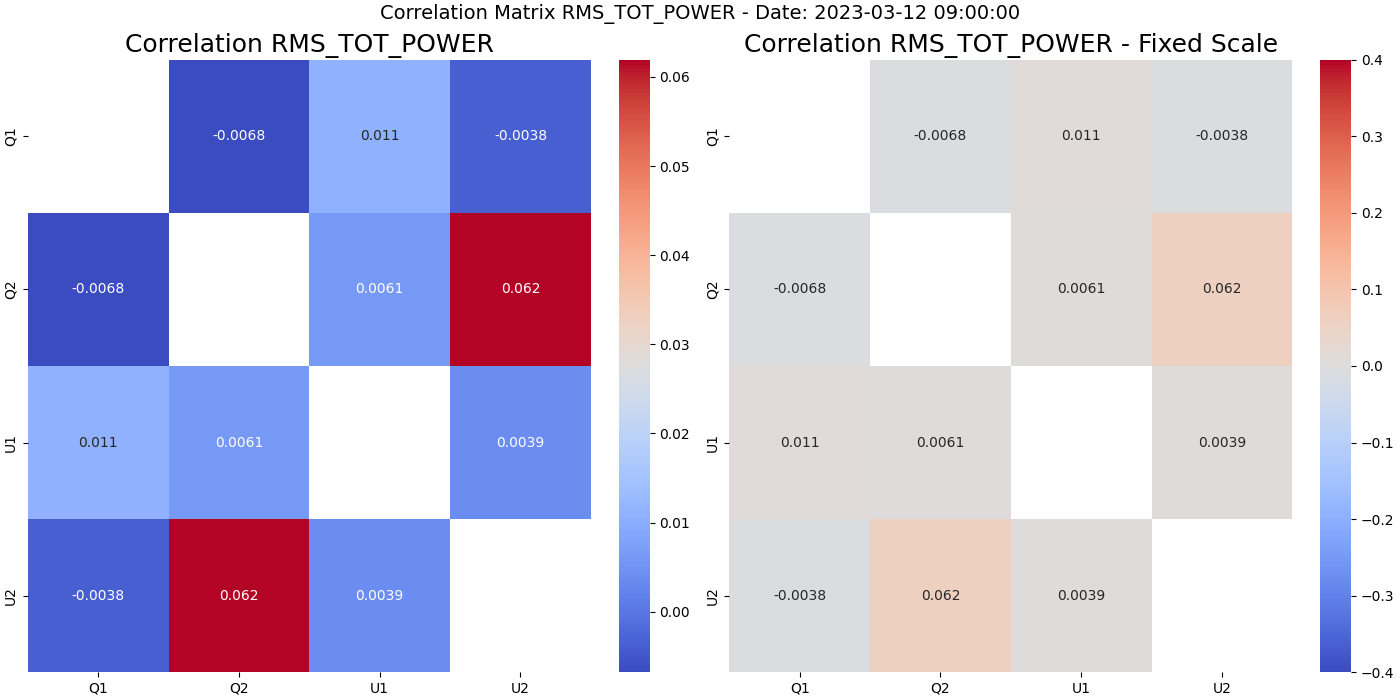 Correlation Matrix RMS_TOT_POWER - Date: 2023-03-12 09:00:00
Correlation RMS_TOT_POWER
Q1
-0.0068
0.011
-0.0038
Q2
-0.0068
0.0061
0.062
U1
0.011
0.0061
0.0039
U2
-0.0038
0.062
0.0039
Q1
Q2
U1
U2
0.06
0.05
0.04
0.03
0.02
0.01
0.00
Correlation RMS_TOT_POWER - Fixed Scale
Q1
-0.0068
0.011
-0.0038
Q2
-0.0068
0.0061
0.062
U1
0.011
0.0061
0.0039
U2
-0.0038
0.062
0.0039
Q1
Q2
U1
U2
0.4
0.3
0.2
0.1
0.0
−0.1
−0.2
−0.3
−0.4